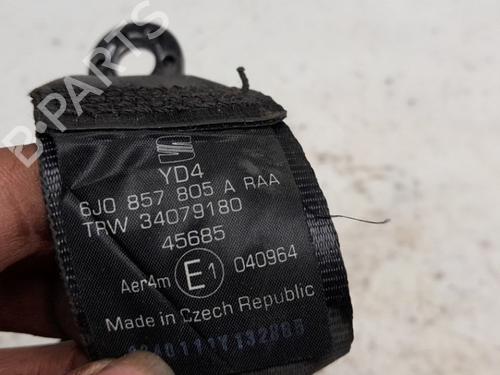 B-PARTS
YD4
6J0 857 805 A RAA
TRW 34079180
45685
Aer4m E1 040964
Made in Czech Republic